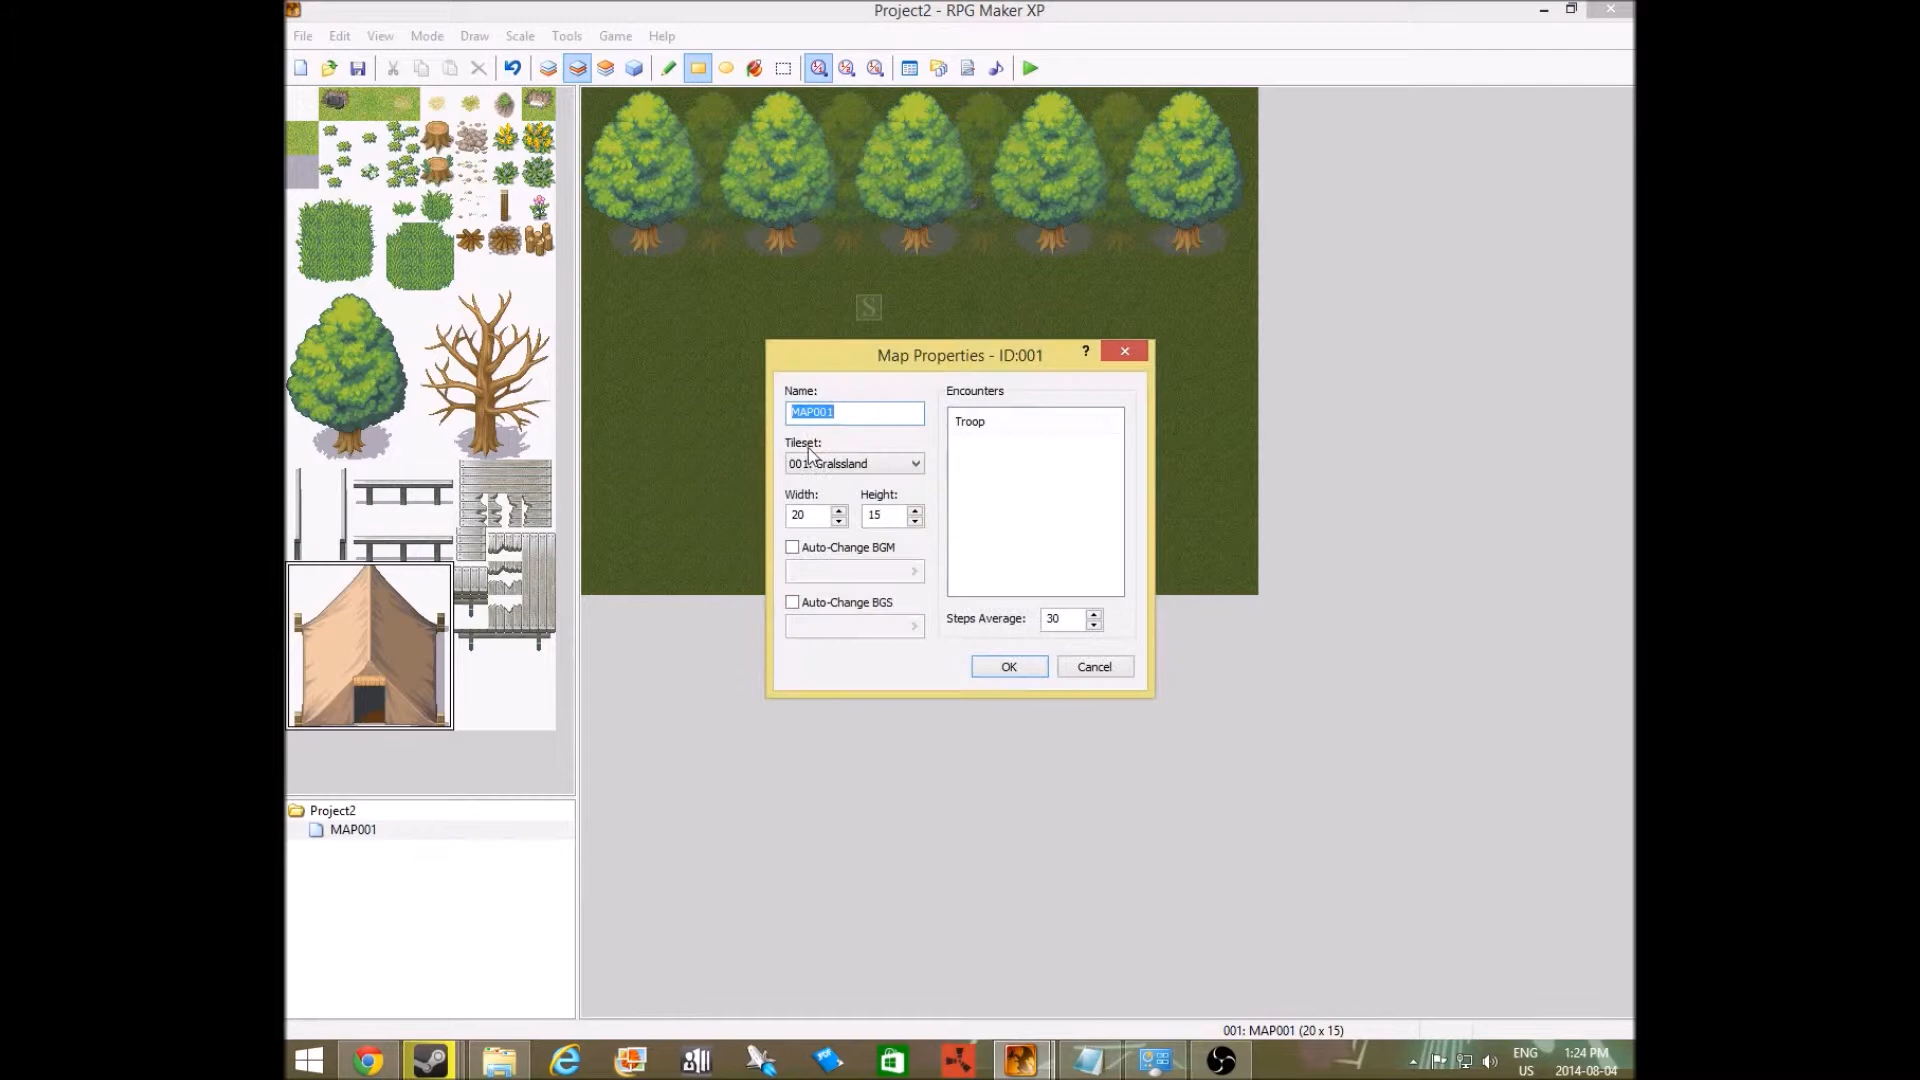 Project2 - RPG Maker XP
File Edit View Mode Draw Scale Tools Game Help
S
Map Properties - ID:001
?
Name:
MAP001
Tileset:
001: Gralssland
Width: Height:
20 15
Auto-Change BGM
Auto-Change BGS
Encounters
Troop
Steps Average: 30
OK Cancel
Project2
MAP001
001: MAP001 (20 x 15)
ENG
US
1:24 PM
2014-08-04